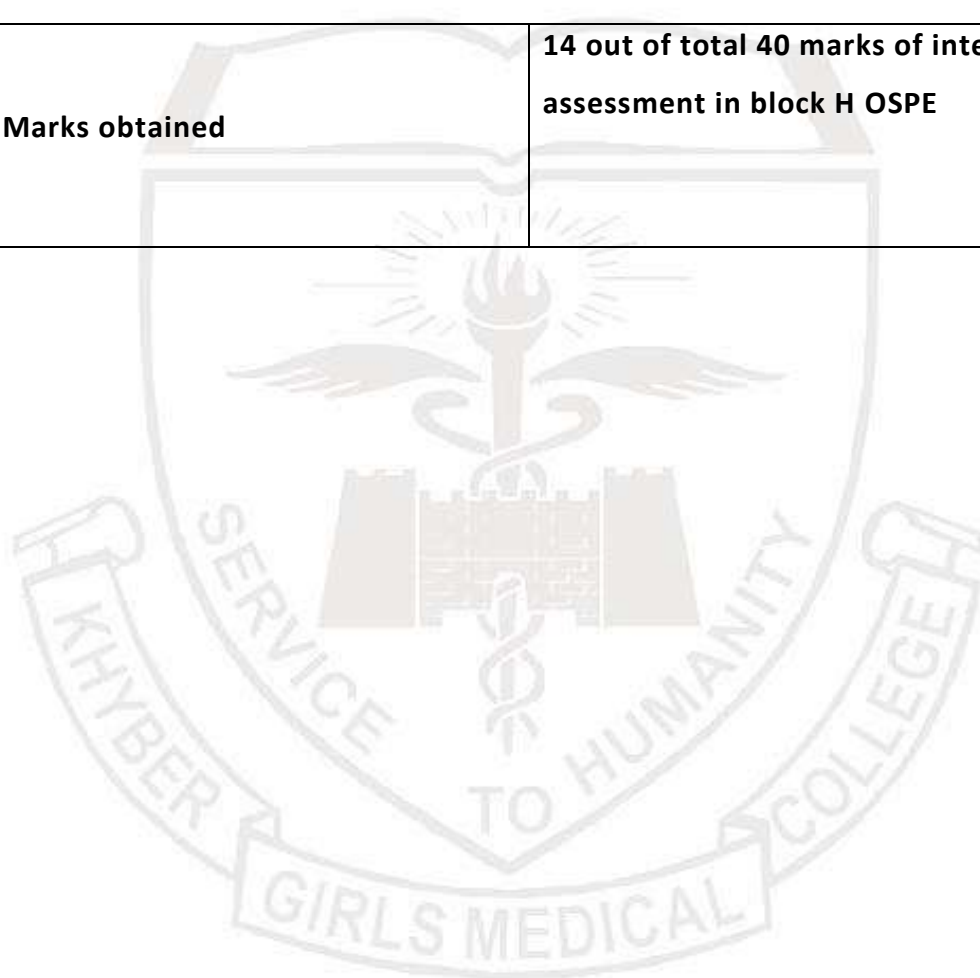 Marks obtained
14 out of total 40 marks of inte
assessment in block H OSPE
SERVICE TO HUMANITY
KHYBER GIRLS MEDICAL COLLEGE